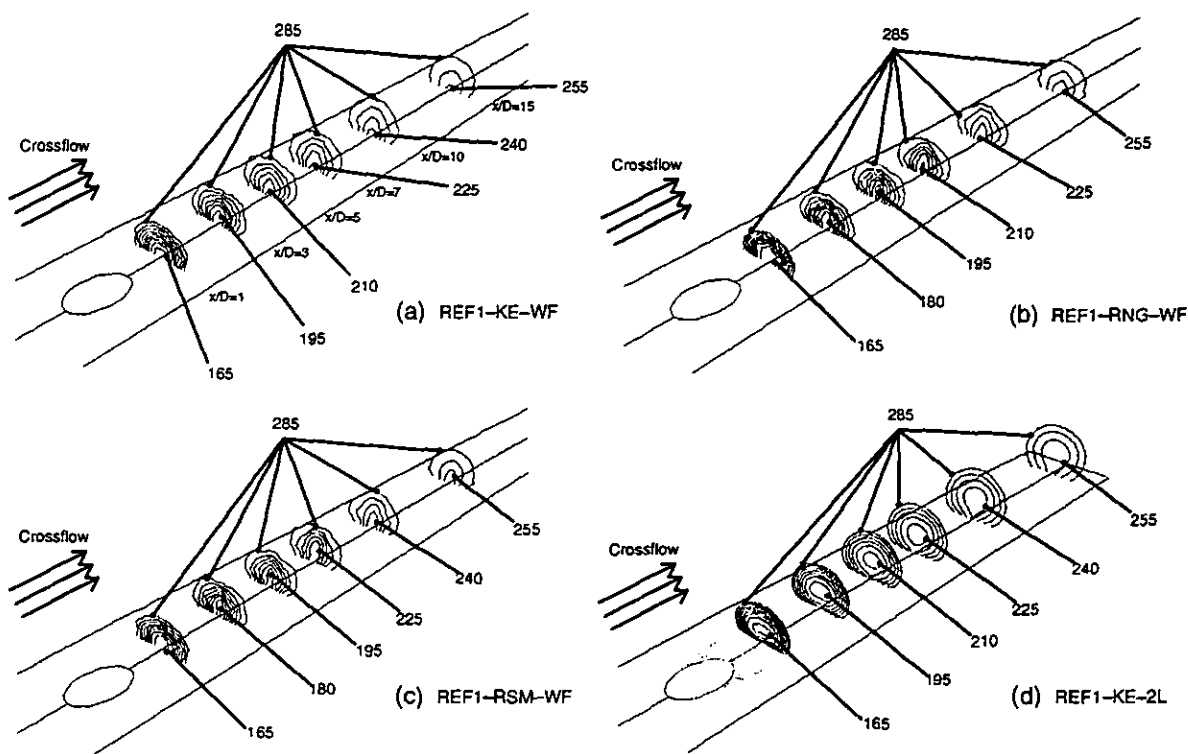 285
x/D=15
255
240
x/D=10
225
x/D=7
x/D=5
210
x/D=3
195
x/D=1
165
Crossflow
(a) REF1-KE-WF
285
255
225
210
195
180
165
Crossflow
(b) REF1-RNG-WF
285
255
240
225
195
180
165
Crossflow
(c) REF1-RSM-WF
285
255
240
225
210
195
165
Crossflow
(d) REF1-KE-2L